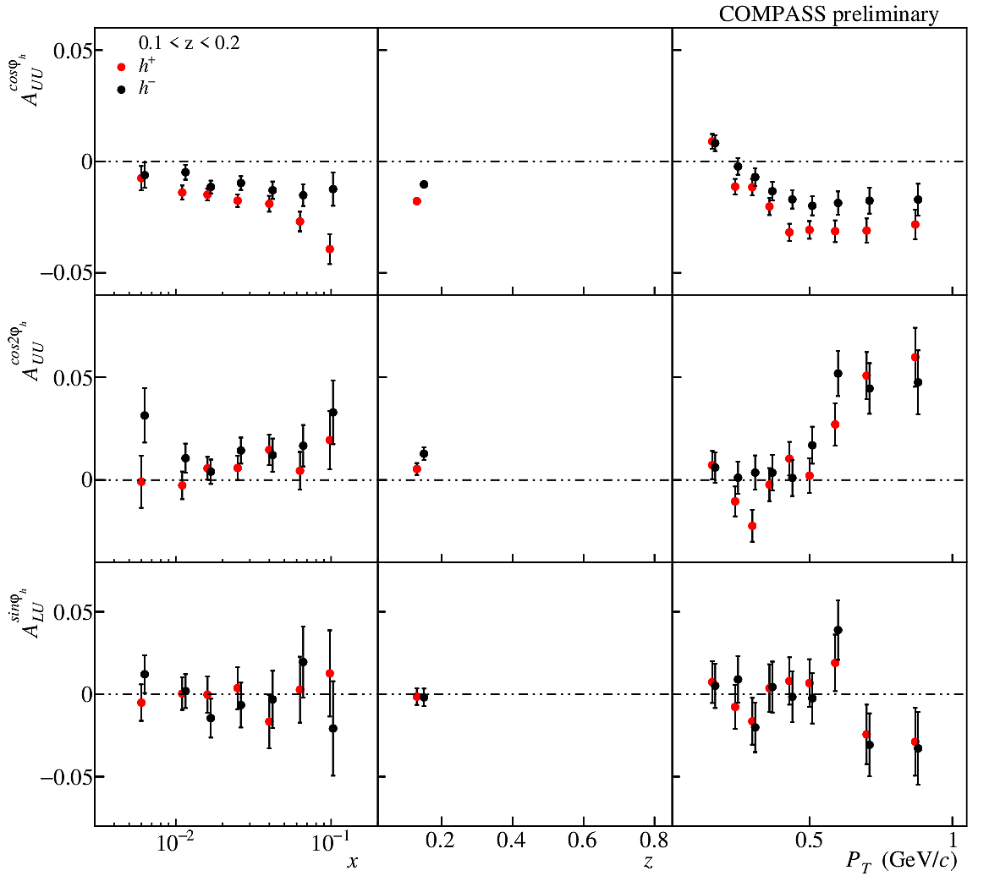 COMPASS preliminary
0.1 < z < 0.2
h⁺
h⁻
A_UU^cosφ_h
0.05
0
−0.05
A_UU^cos2φ_h
0.05
0
A_LU^sinφ_h
0.05
0
−0.05
10⁻² 10⁻¹ 0.2 0.4 0.6 0.8 0.5 1
x z P_T (GeV/c)